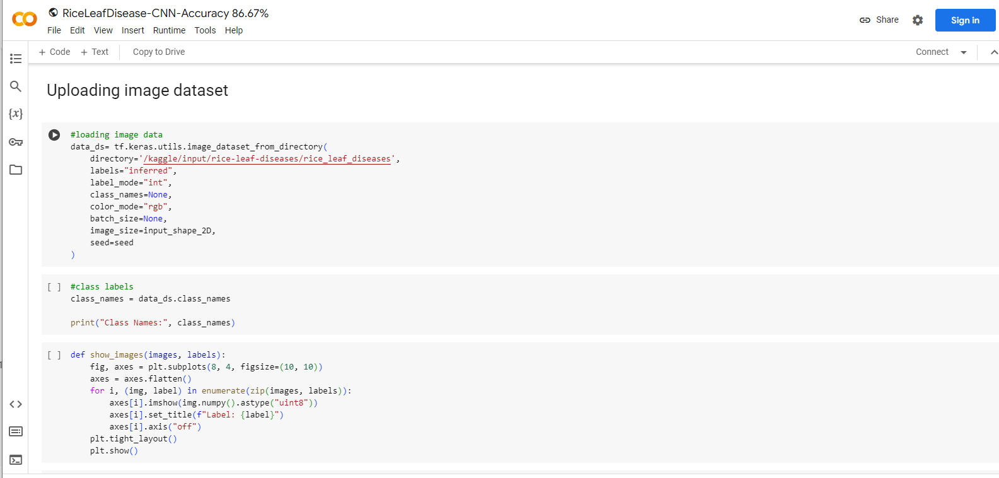 RiceLeafDisease-CNN-Accuracy 86.67%
File Edit View Insert Runtime Tools Help
Share
Sign in
+ Code + Text Copy to Drive
Connect
{x}
Uploading image dataset
#loading image data
data_ds= tf.keras.utils.image_dataset_from_directory(
    directory='/kaggle/input/rice-leaf-diseases/rice_leaf_diseases',
    labels="inferred",
    label_mode="int",
    class_names=None,
    color_mode="rgb",
    batch_size=None,
    image_size=input_shape_2D,
    seed=seed
)
[ ] #class labels
class_names = data_ds.class_names
print("Class Names:", class_names)
[ ] def show_images(images, labels):
    fig, axes = plt.subplots(8, 4, figsize=(10, 10))
    axes = axes.flatten()
    for i, (img, label) in enumerate(zip(images, labels)):
        axes[i].imshow(img.numpy().astype("uint8"))
        axes[i].set_title(f"Label: {label}")
        axes[i].axis("off")
    plt.tight_layout()
    plt.show()